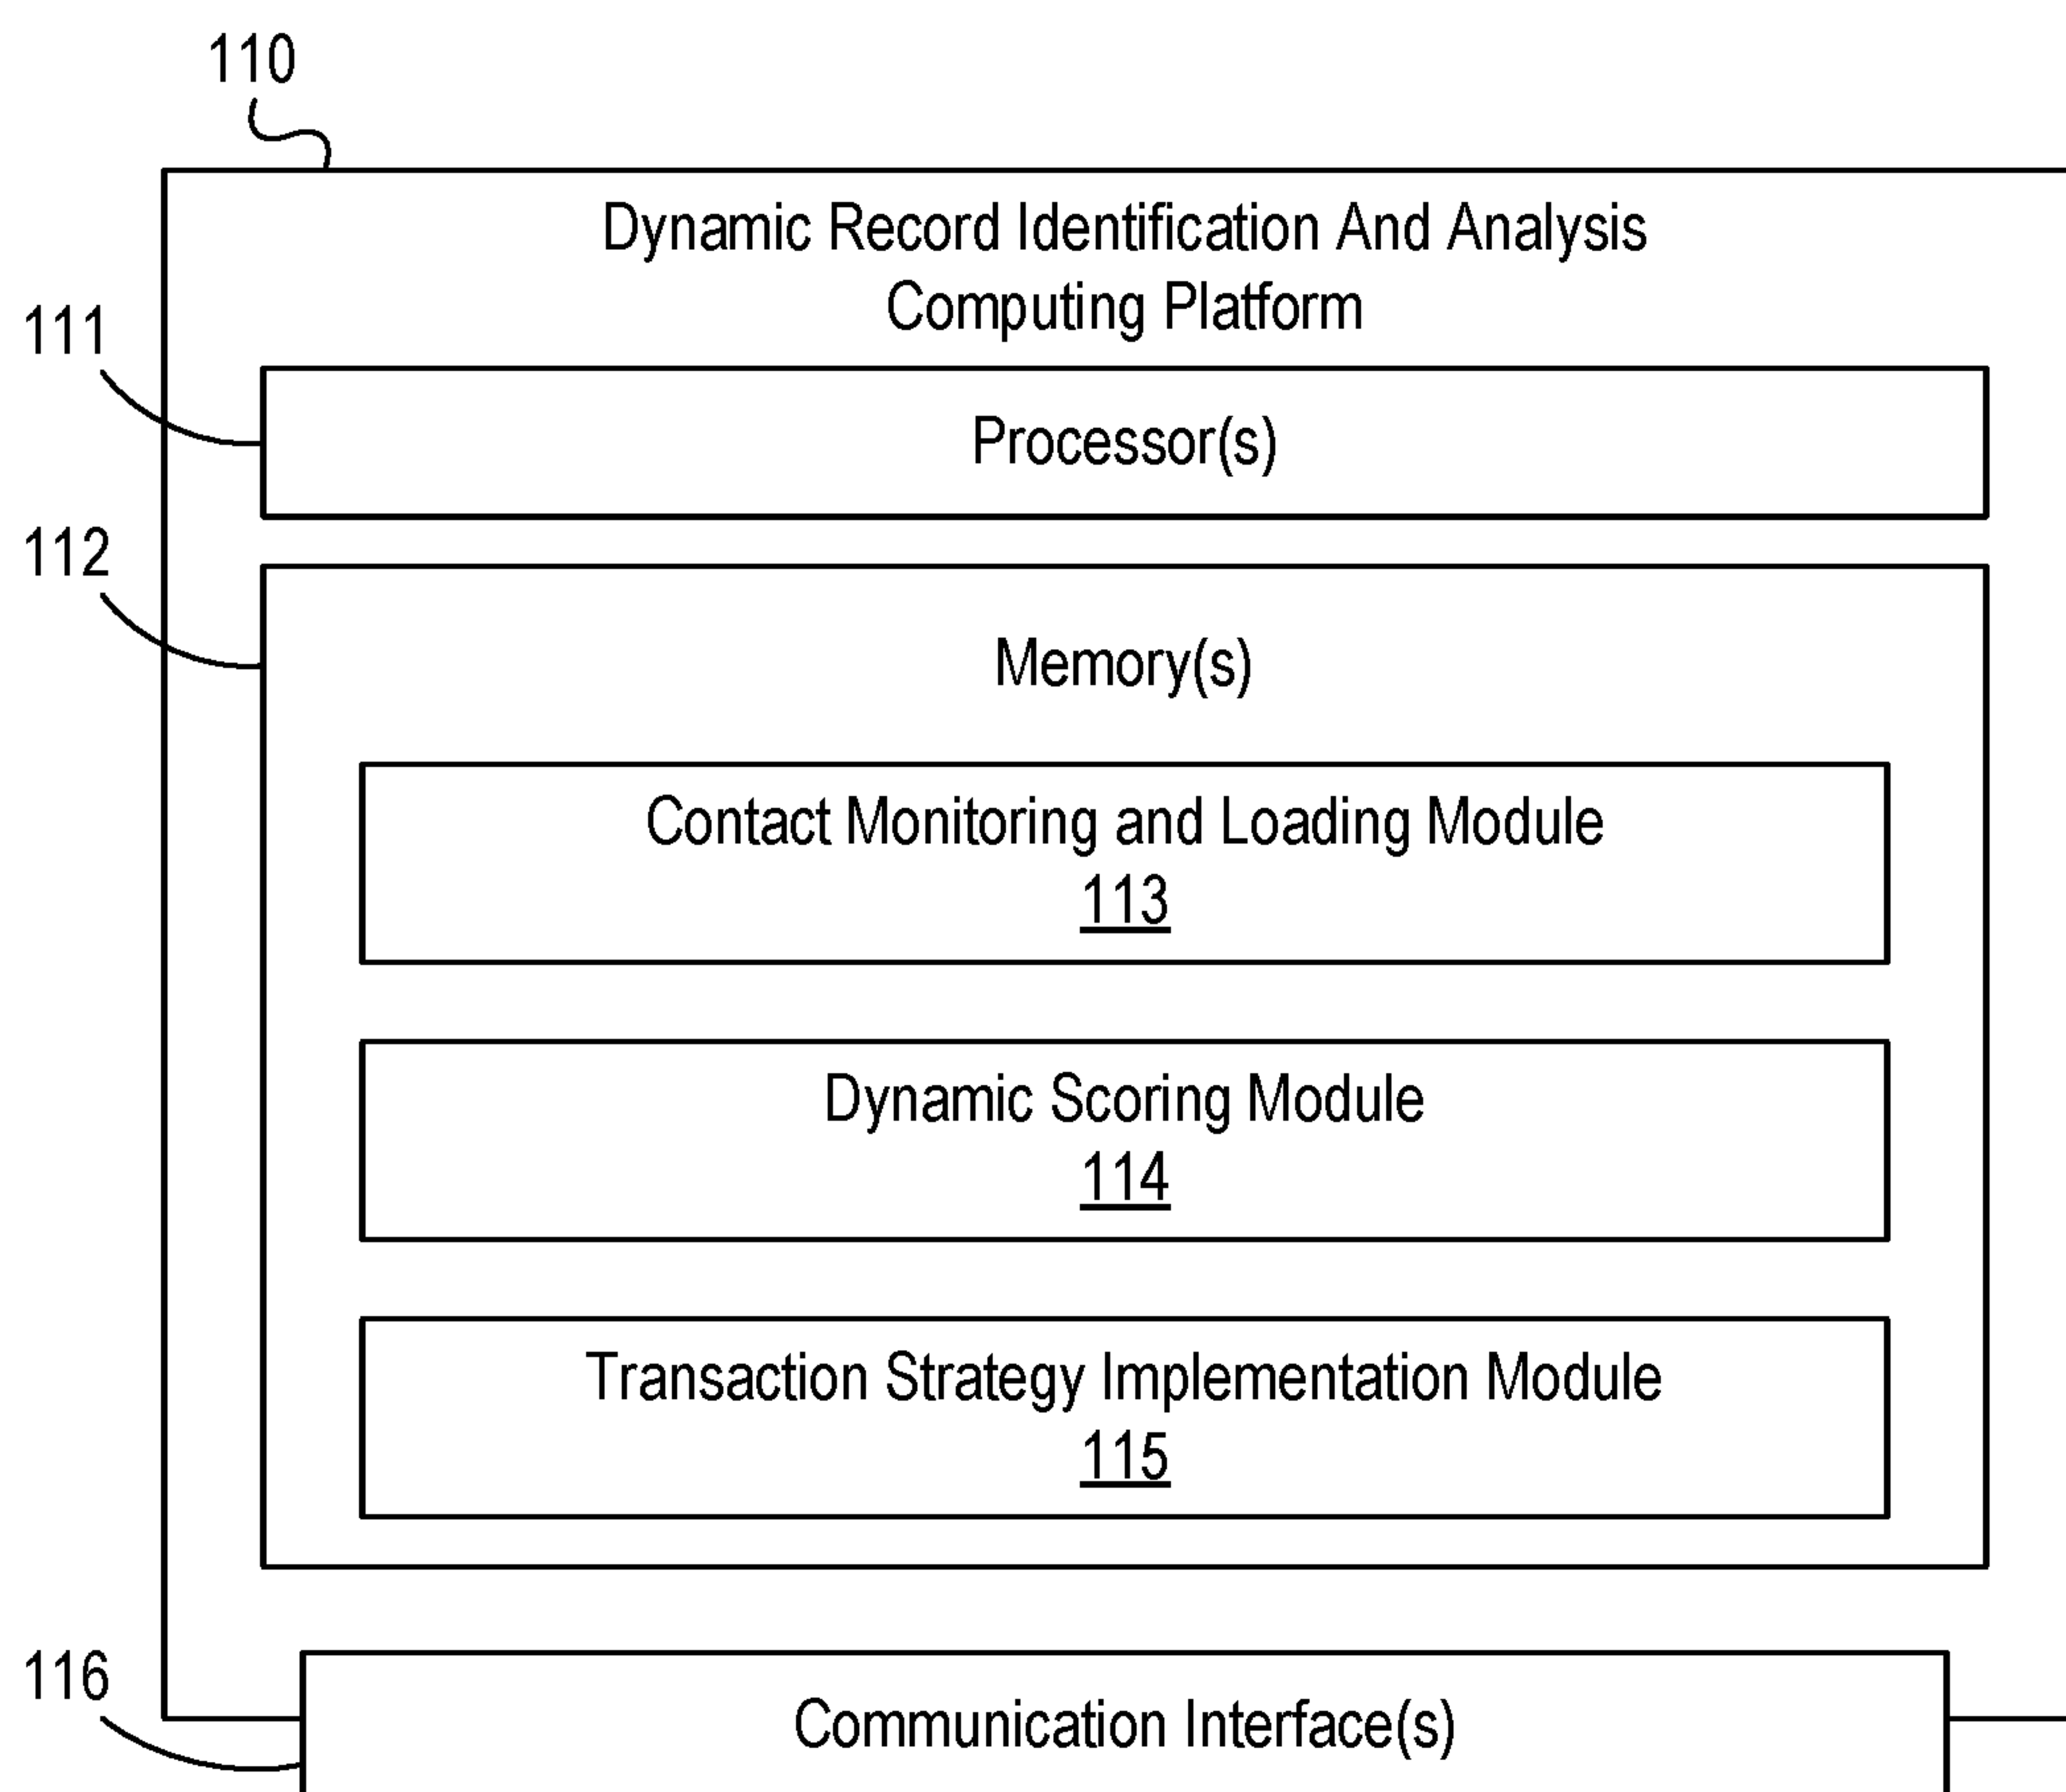 110
Dynamic Record Identification And Analysis
Computing Platform
111
Processor(s)
112
Memory(s)
Contact Monitoring and Loading Module
113
Dynamic Scoring Module
114
Transaction Strategy Implementation Module
115
116
Communication Interface(s)